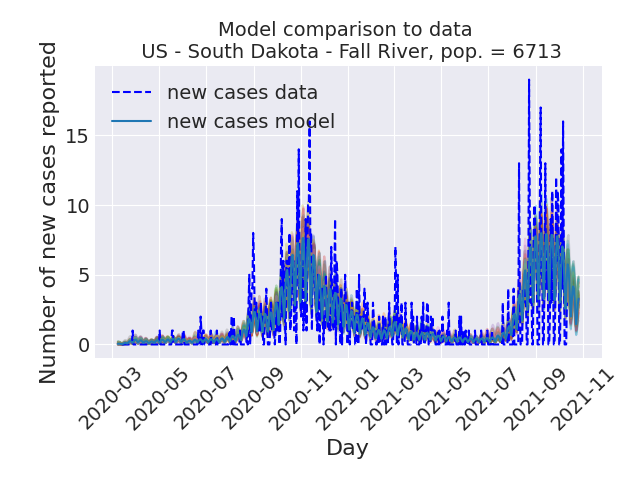 Model comparison to data
US - South Dakota - Fall River, pop. = 6713
Number of new cases reported
new cases data
new cases model
15
10
5
0
2020-03
2020-05
2020-07
2020-09
2020-11
2021-01
2021-03
2021-05
2021-07
2021-09
2021-11
Day